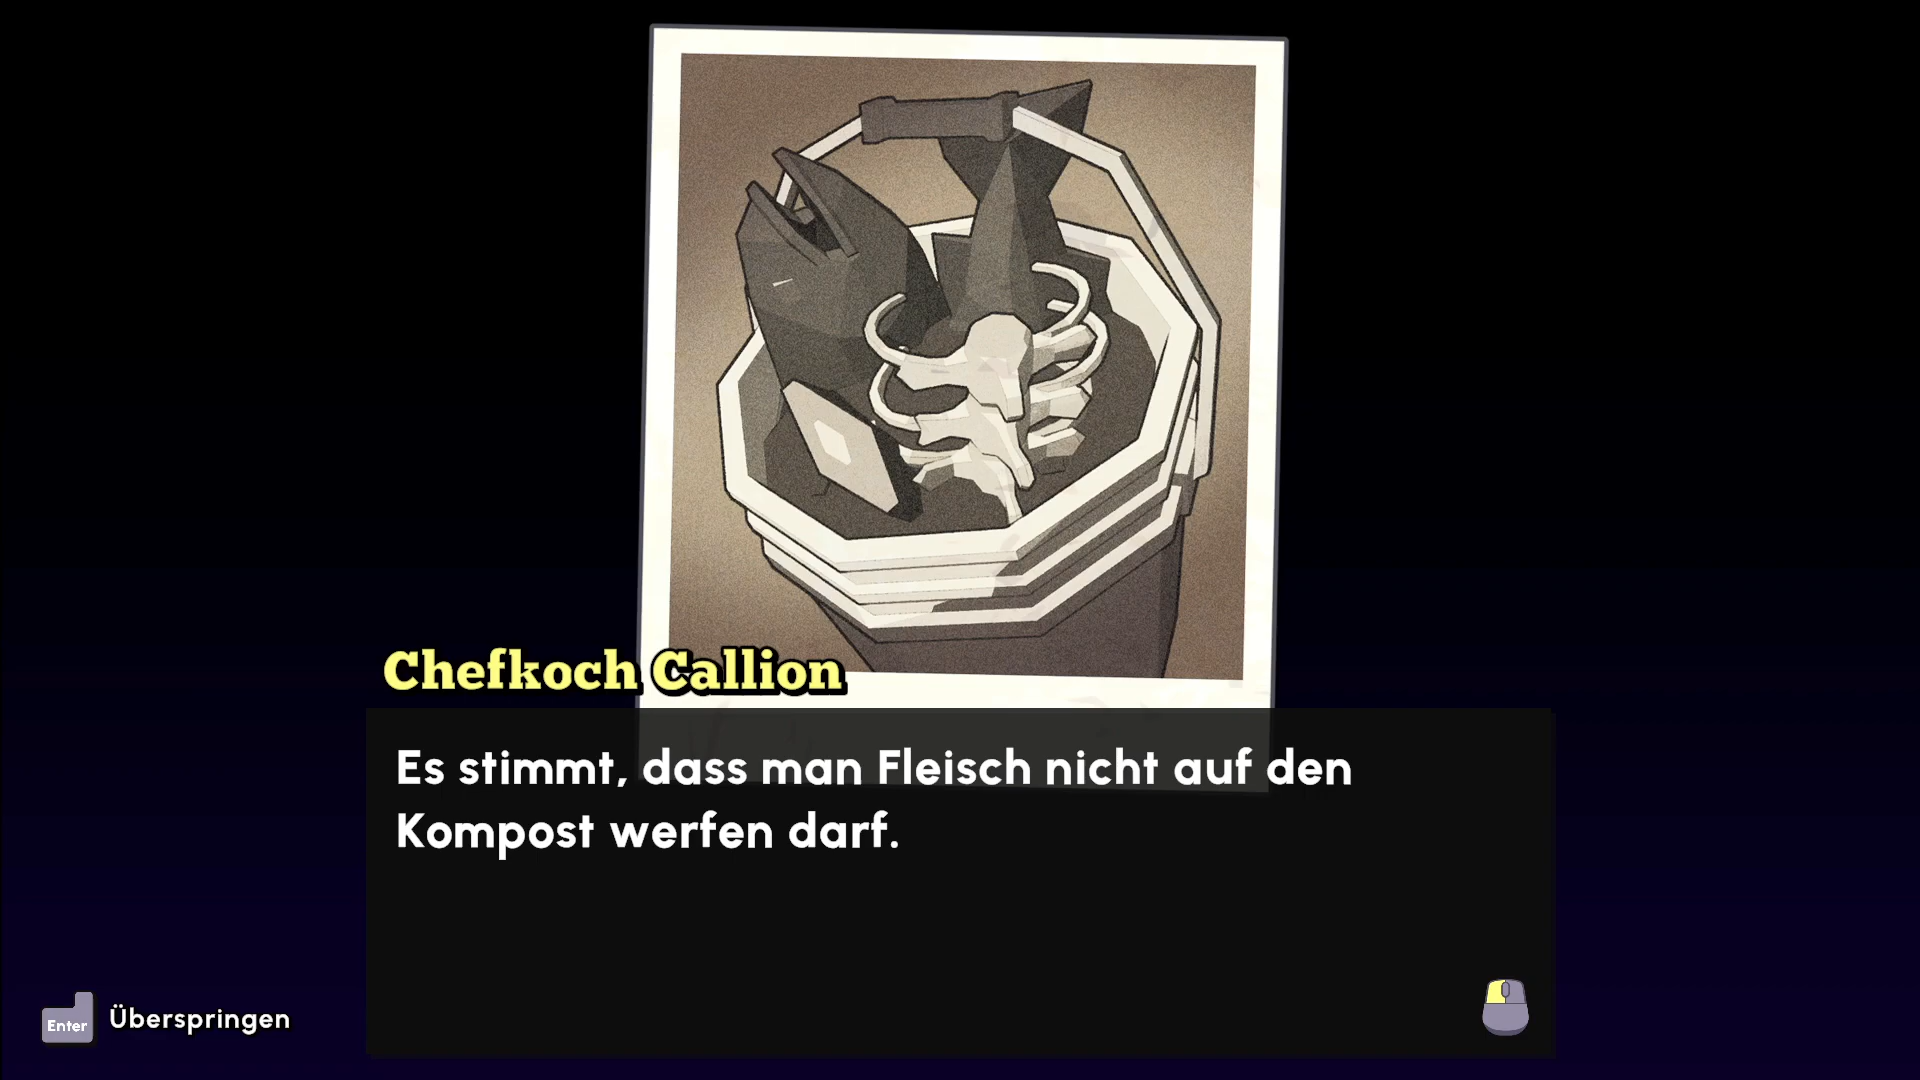 Chefkoch Callion
Es stimmt, dass man Fleisch nicht auf den
Kompost werfen darf.
Enter Überspringen